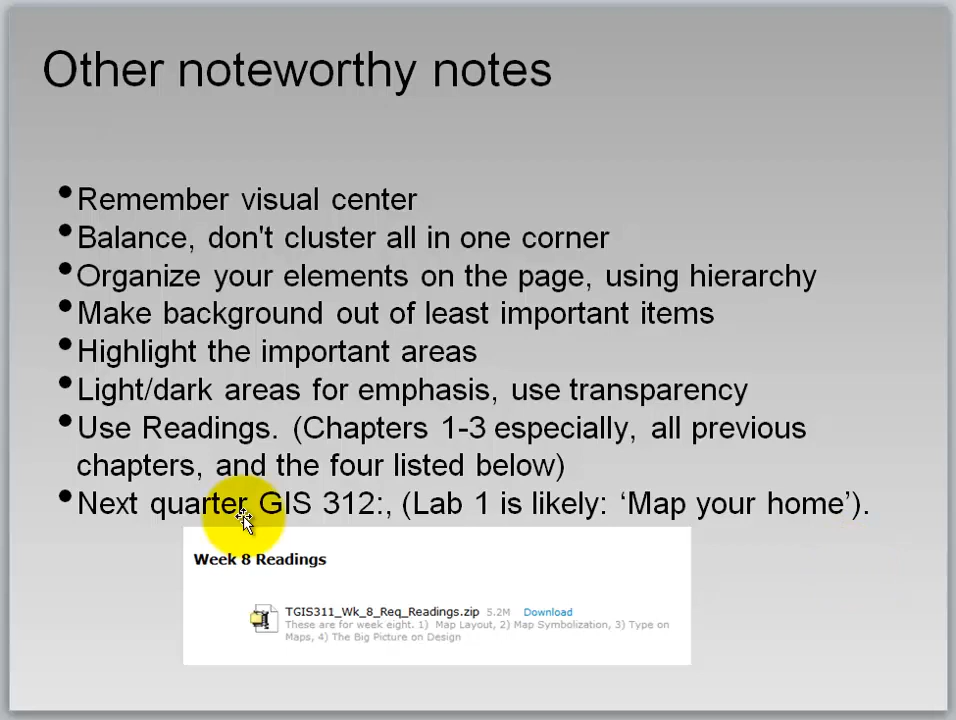 Other noteworthy notes
•Remember visual center
•Balance, don't cluster all in one corner
•Organize your elements on the page, using hierarchy
•Make background out of least important items
•Highlight the important areas
•Light/dark areas for emphasis, use transparency
•Use Readings. (Chapters 1-3 especially, all previous
chapters, and the four listed below)
•Next quarter GIS 312:, (Lab 1 is likely: ‘Map your home’).
Week 8 Readings
TGIS311_Wk_8_Req_Readings.zip 5.2M Download
These are for week eight. 1) Map Layout, 2) Map Symbolization, 3) Type on
Maps, 4) The Big Picture on Design